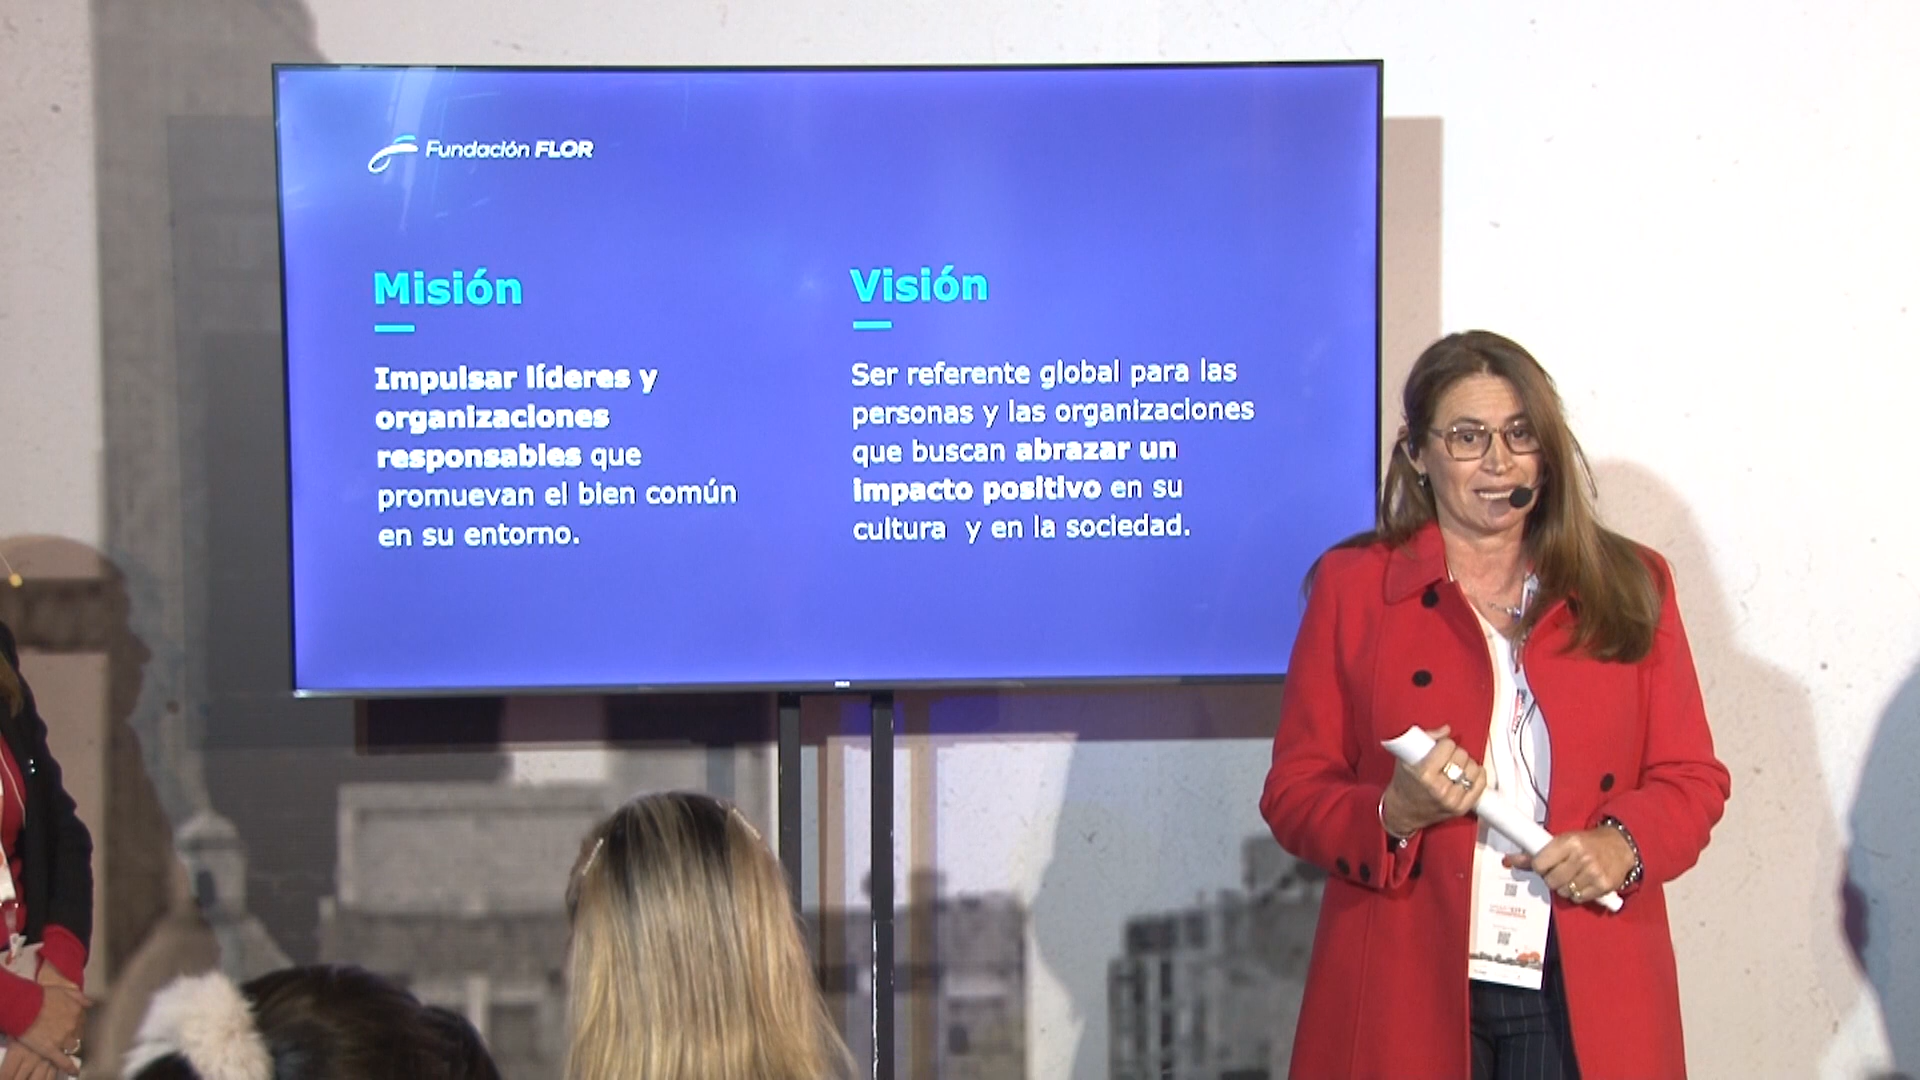 Fundación FLOR
Misión
Impulsar líderes y
organizaciones
responsables que
promuevan el bien común
en su entorno.
Visión
Ser referente global para las
personas y las organizaciones
que buscan abrazar un
impacto positivo en su
cultura y en la sociedad.